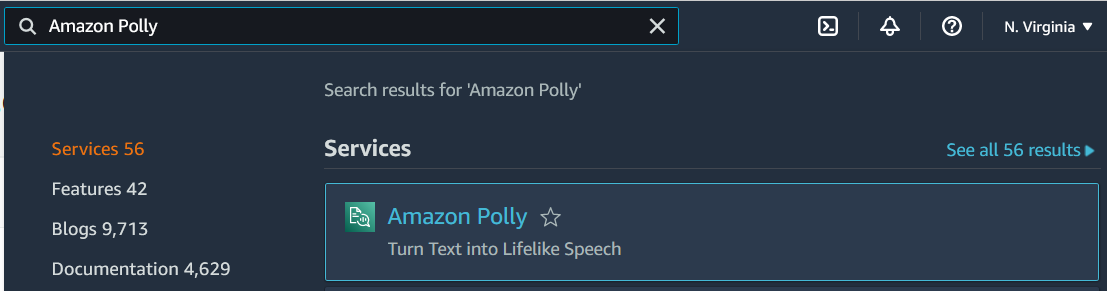 Amazon Polly
N. Virginia
Search results for 'Amazon Polly'
Services 56
Features 42
Blogs 9,713
Documentation 4,629
Services
See all 56 results
Amazon Polly
Turn Text into Lifelike Speech